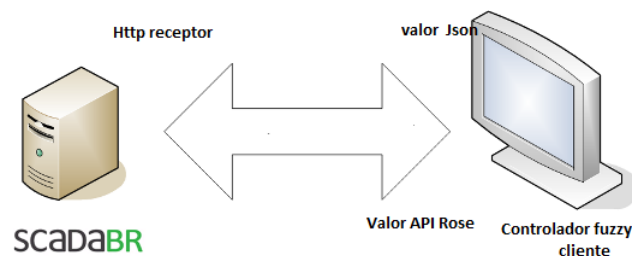 Http receptor
valor Json
Valor API Rose
Controlador fuzzy
cliente
SCADABR